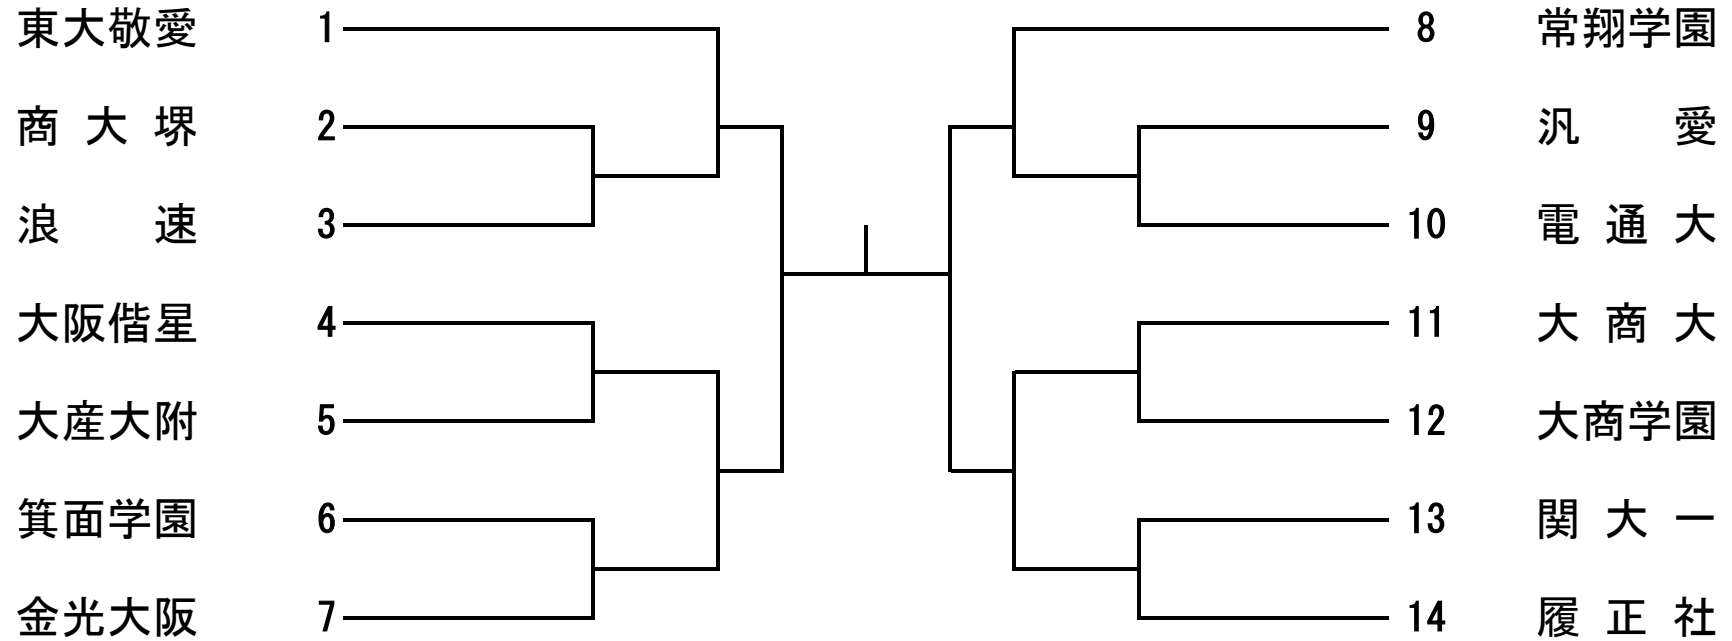 東大敬愛 1
商大堺 2
浪速 3
大阪偕星 4
大産大附 5
箕面学園 6
金光大阪 7
8 常翔学園
9 汎愛
10 電通大
11 大商大
12 大商学園
13 関大一
14 履正社